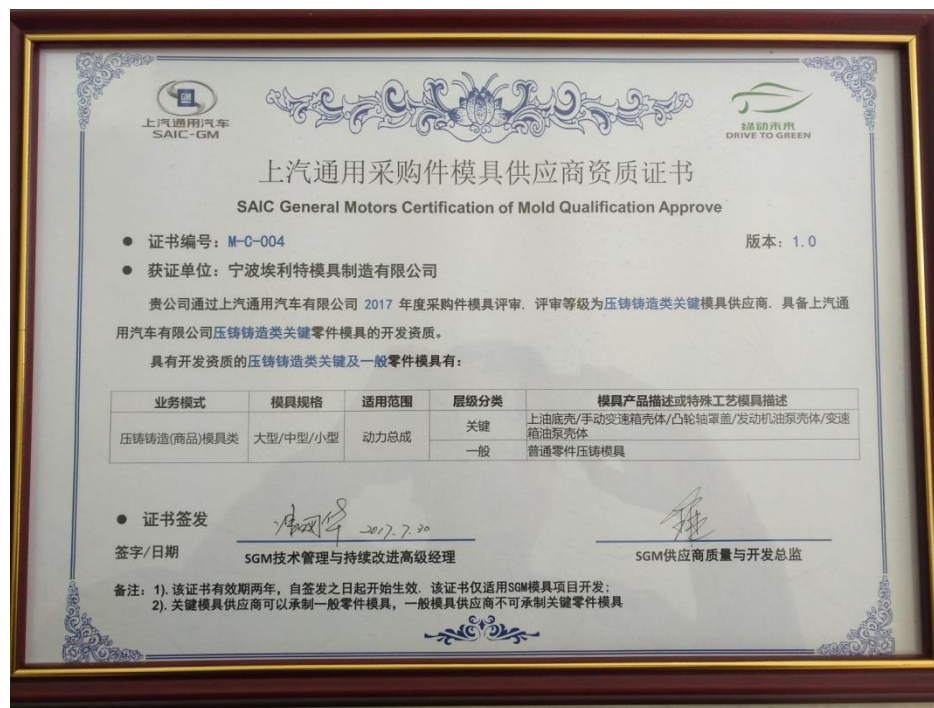 GM
上汽通用汽车
SAIC-GM
绿动未来
DRIVE TO GREEN
上汽通用采购件模具供应商资质证书
SAIC General Motors Certification of Mold Qualification Approve
● 证书编号：M-C-004 版本：1.0
● 获证单位：宁波埃利特模具制造有限公司
贵公司通过上汽通用汽车有限公司 2017 年度采购件模具评审. 评审等级为压铸铸造类关键模具供应商. 具备上汽通
用汽车有限公司压铸铸造类关键零件模具的开发资质。
具有开发资质的压铸铸造类关键及一般零件模具有：
业务模式 模具规格 适用范围 层级分类 模具产品描述或特殊工艺模具描述
压铸铸造(商品)模具类 大型/中型/小型 动力总成 关键 上油底壳/手动变速箱壳体/凸轮轴罩盖/发动机油泵壳体/变速
箱油泵壳体
一般 普通零件压铸模具
● 证书签发
2017.7.30
签字/日期 SGM技术管理与持续改进高级经理 SGM供应商质量与开发总监
备注：1). 该证书有效期两年，自签发之日起开始生效. 该证书仅适用SGM模具项目开发；
2). 关键模具供应商可以承制一般零件模具，一般模具供应商不可承制关键零件模具